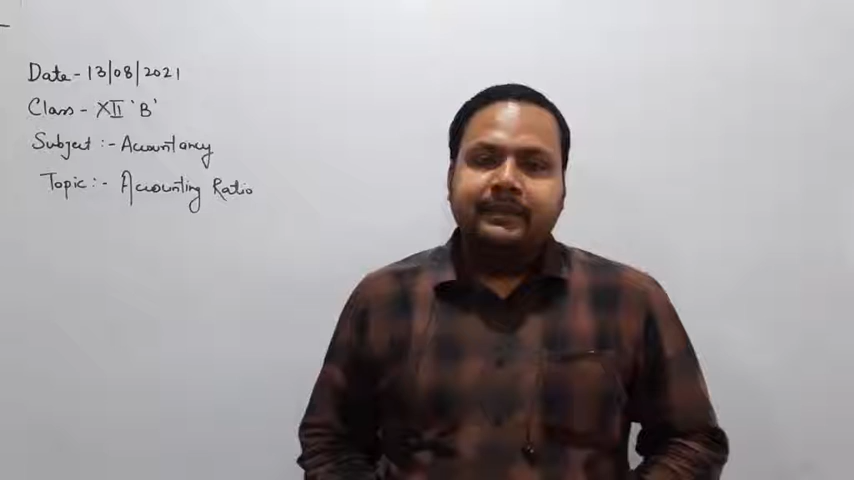 Date - 13/08/2021
Class - XII 'B'
Subject :- Accountancy
Topic :- Accounting Ratio